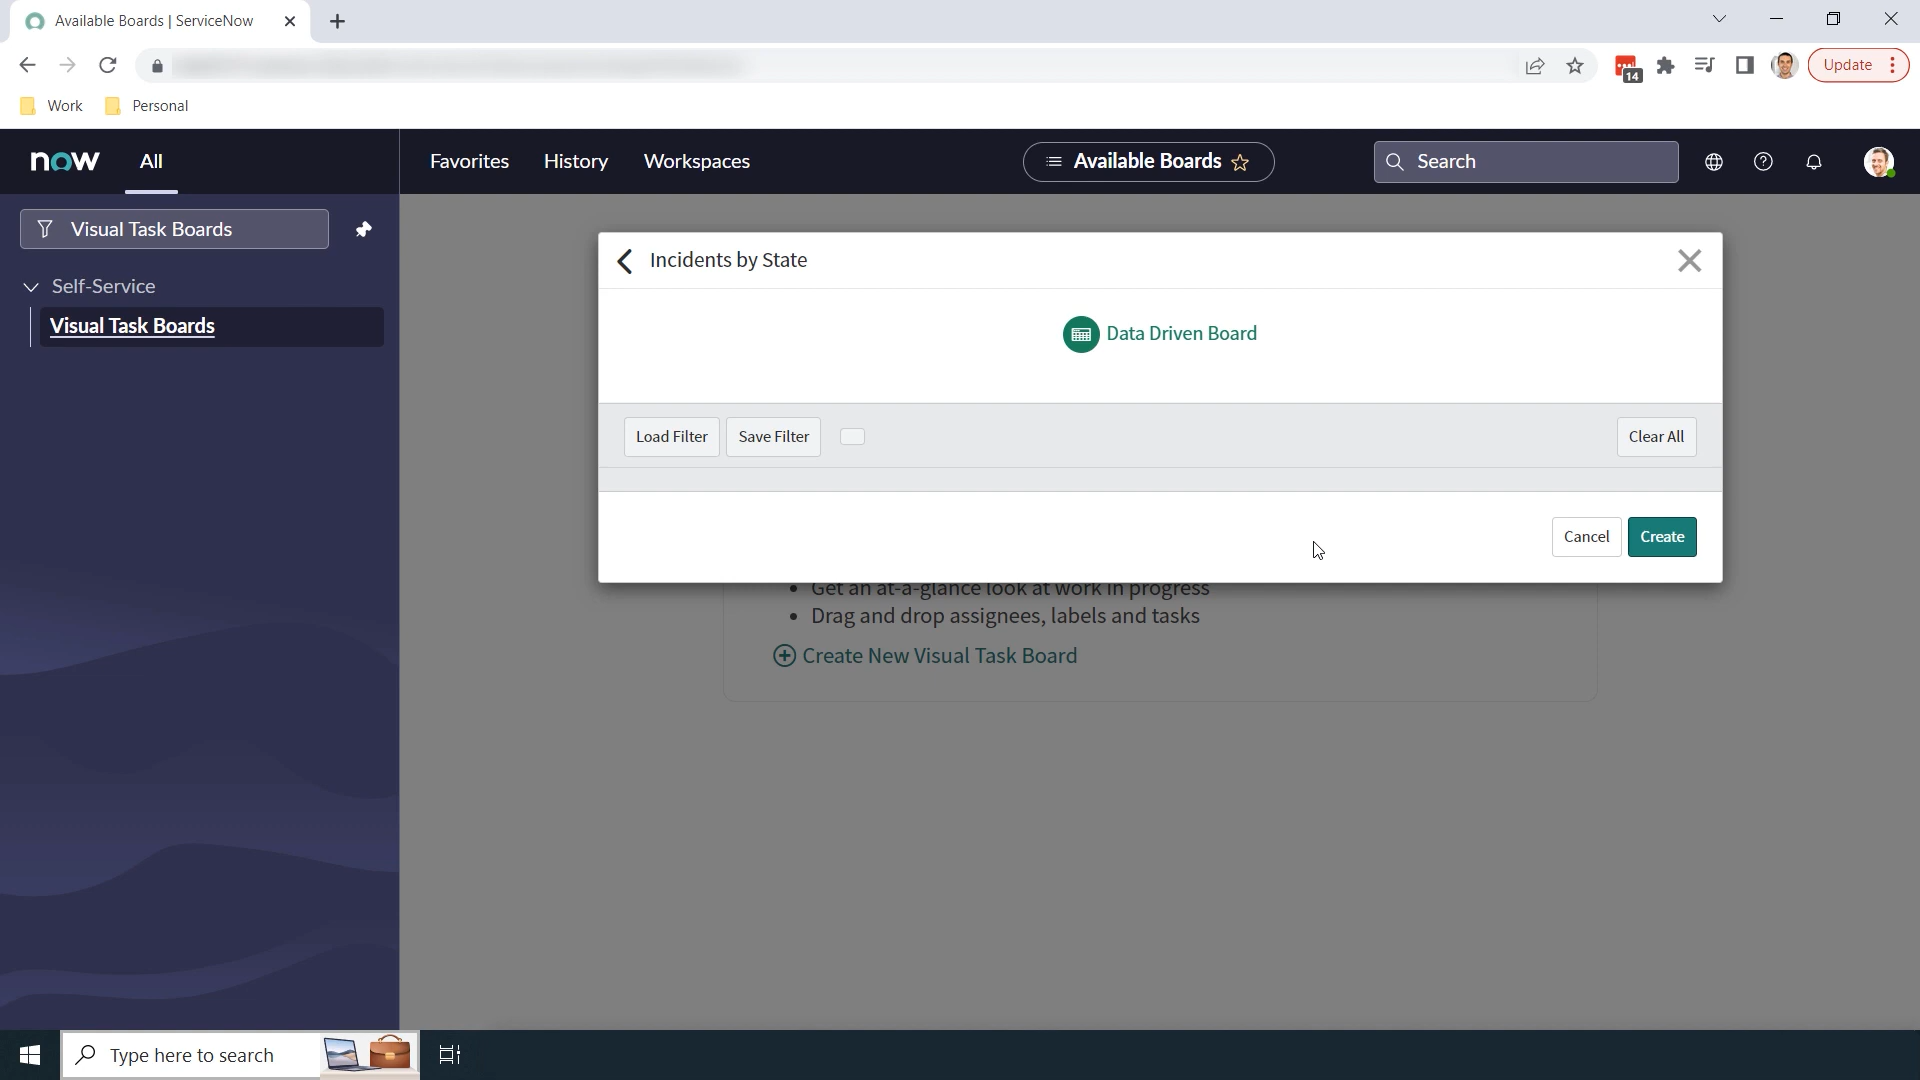 Available Boards | ServiceNow
Update
14
Work Personal
now All Favorites History Workspaces Available Boards Search
Visual Task Boards
Self-Service
Visual Task Boards
Incidents by State
Data Driven Board
Load Filter Save Filter Clear All
Cancel Create
Get an at-a-glance look at work in progress
Drag and drop assignees, labels and tasks
Create New Visual Task Board
Type here to search